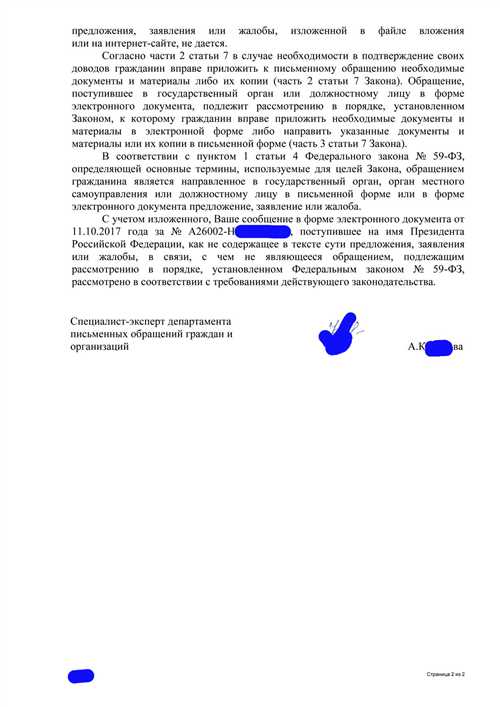 предложения, заявления или жалобы, изложенной в файле вложения
или на интернет-сайте, не дается.
Согласно части 2 статьи 7 в случае необходимости в подтверждение своих
доводов гражданин вправе приложить к письменному обращению необходимые
документы и материалы либо их копии (часть 2 статьи 7 Закона). Обращение,
поступившее в государственный орган или должностному лицу в форме
электронного документа, подлежит рассмотрению в порядке, установленном
Законом, к которому гражданин вправе приложить необходимые документы и
материалы в электронной форме либо направить указанные документы и
материалы или их копии в письменной форме (часть 3 статьи 7 Закона).
В соответствии с пунктом 1 статьи 4 Федерального закона № 59-ФЗ,
определяющей основные термины, используемые для целей Закона, обращением
гражданина является направленное в государственный орган, орган местного
самоуправления или должностному лицу в письменной форме или в форме
электронного документа предложение, заявление или жалоба.
С учетом изложенного, Ваше сообщение в форме электронного документа от
11.10.2017 года за № А26002-Н , поступившее на имя Президента
Российской Федерации, как не содержащее в тексте сути предложения, заявления
или жалобы, в связи, с чем не являющееся обращением, подлежащим
рассмотрению в порядке, установленном Федеральным законом № 59-ФЗ,
рассмотрено в соответствии с требованиями действующего законодательства.
Специалист-эксперт департамента
письменных обращений граждан и
организаций
А.К ва
Страница 2 из 2